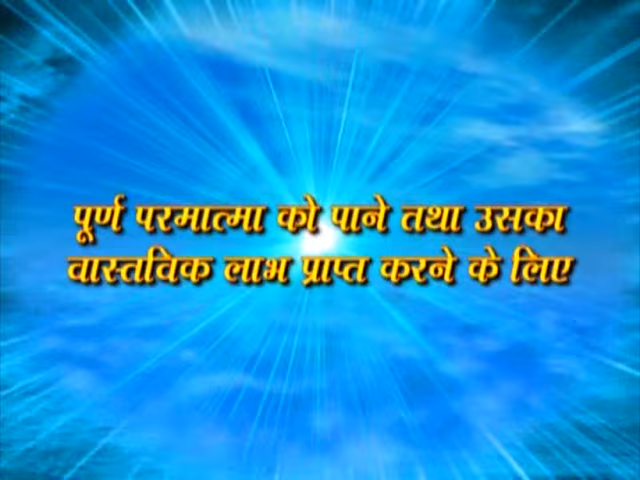 पूर्ण परमात्मा को पाने तथा उसका
वास्तविक लाभ प्राप्त करने के लिए